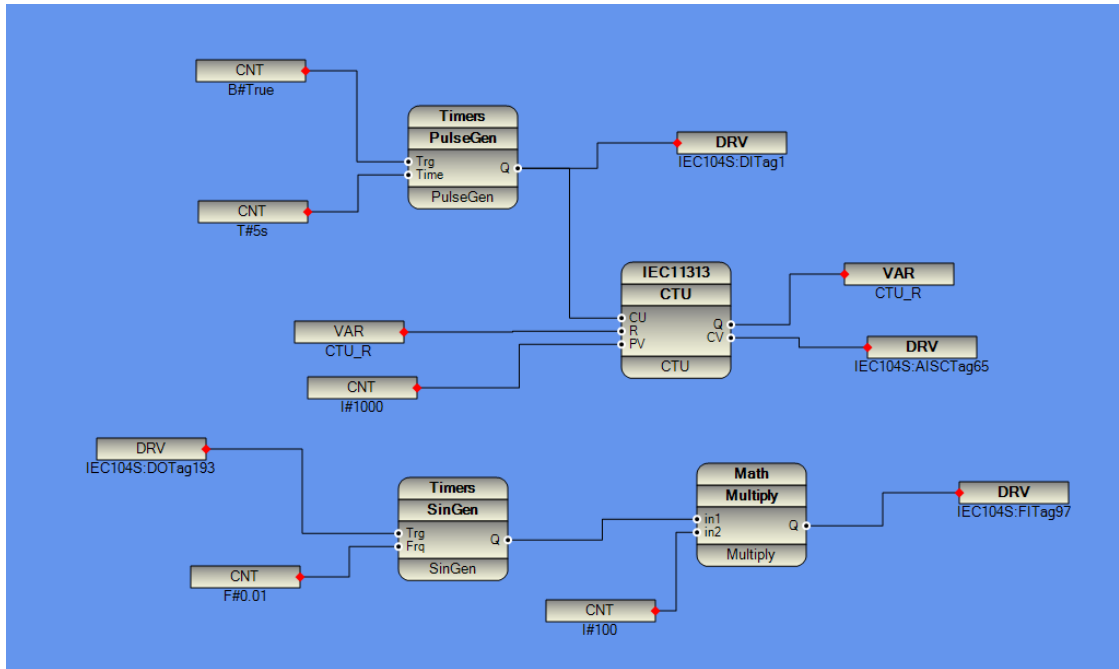 CNT
B#True
Timers
PulseGen
Trg
Time
Q
PulseGen
DRV
IEC104S:DITag1
CNT
T#5s
IEC11313
CTU
CU
R
PV
Q
CV
CTU
VAR
CTU_R
VAR
CTU_R
DRV
IEC104S:AISCTag65
CNT
I#1000
DRV
IEC104S:DOTag193
Timers
SinGen
Trg
Frq
Q
SinGen
Math
Multiply
in1
in2
Q
Multiply
DRV
IEC104S:FITag97
CNT
F#0.01
CNT
I#100